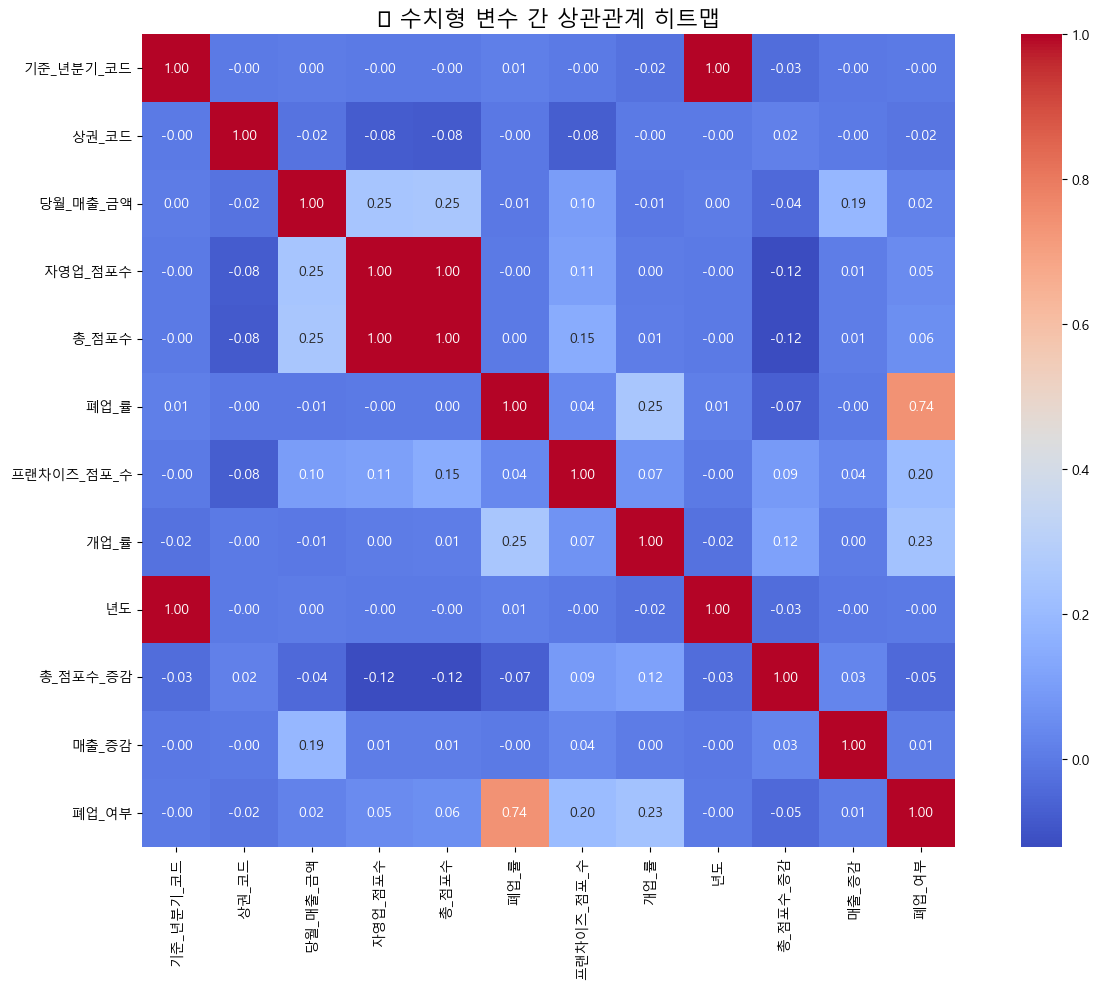 ▯ 수치형 변수 간 상관관계 히트맵
기준_년분기_코드 1.00 -0.00 0.00 -0.00 -0.00 0.01 -0.00 -0.02 1.00 -0.03 -0.00 -0.00
상권_코드 -0.00 1.00 -0.02 -0.08 -0.08 -0.00 -0.08 -0.00 -0.00 0.02 -0.00 -0.02
당월_매출_금액 0.00 -0.02 1.00 0.25 0.25 -0.01 0.10 -0.01 0.00 -0.04 0.19 0.02
자영업_점포수 -0.00 -0.08 0.25 1.00 1.00 -0.00 0.11 0.00 -0.00 -0.12 0.01 0.05
총_점포수 -0.00 -0.08 0.25 1.00 1.00 0.00 0.15 0.01 -0.00 -0.12 0.01 0.06
폐업_률 0.01 -0.00 -0.01 -0.00 0.00 1.00 0.04 0.25 0.01 -0.07 -0.00 0.74
프랜차이즈_점포_수 -0.00 -0.08 0.10 0.11 0.15 0.04 1.00 0.07 -0.00 0.09 0.04 0.20
개업_률 -0.02 -0.00 -0.01 0.00 0.01 0.25 0.07 1.00 -0.02 0.12 0.00 0.23
년도 1.00 -0.00 0.00 -0.00 -0.00 0.01 -0.00 -0.02 1.00 -0.03 -0.00 -0.00
총_점포수_증감 -0.03 0.02 -0.04 -0.12 -0.12 -0.07 0.09 0.12 -0.03 1.00 0.03 -0.05
매출_증감 -0.00 -0.00 0.19 0.01 0.01 -0.00 0.04 0.00 -0.00 0.03 1.00 0.01
폐업_여부 -0.00 -0.02 0.02 0.05 0.06 0.74 0.20 0.23 -0.00 -0.05 0.01 1.00
기준_년분기_코드
상권_코드
당월_매출_금액
자영업_점포수
총_점포수
폐업_률
프랜차이즈_점포_수
개업_률
년도
총_점포수_증감
매출_증감
폐업_여부
1.0
0.8
0.6
0.4
0.2
0.0